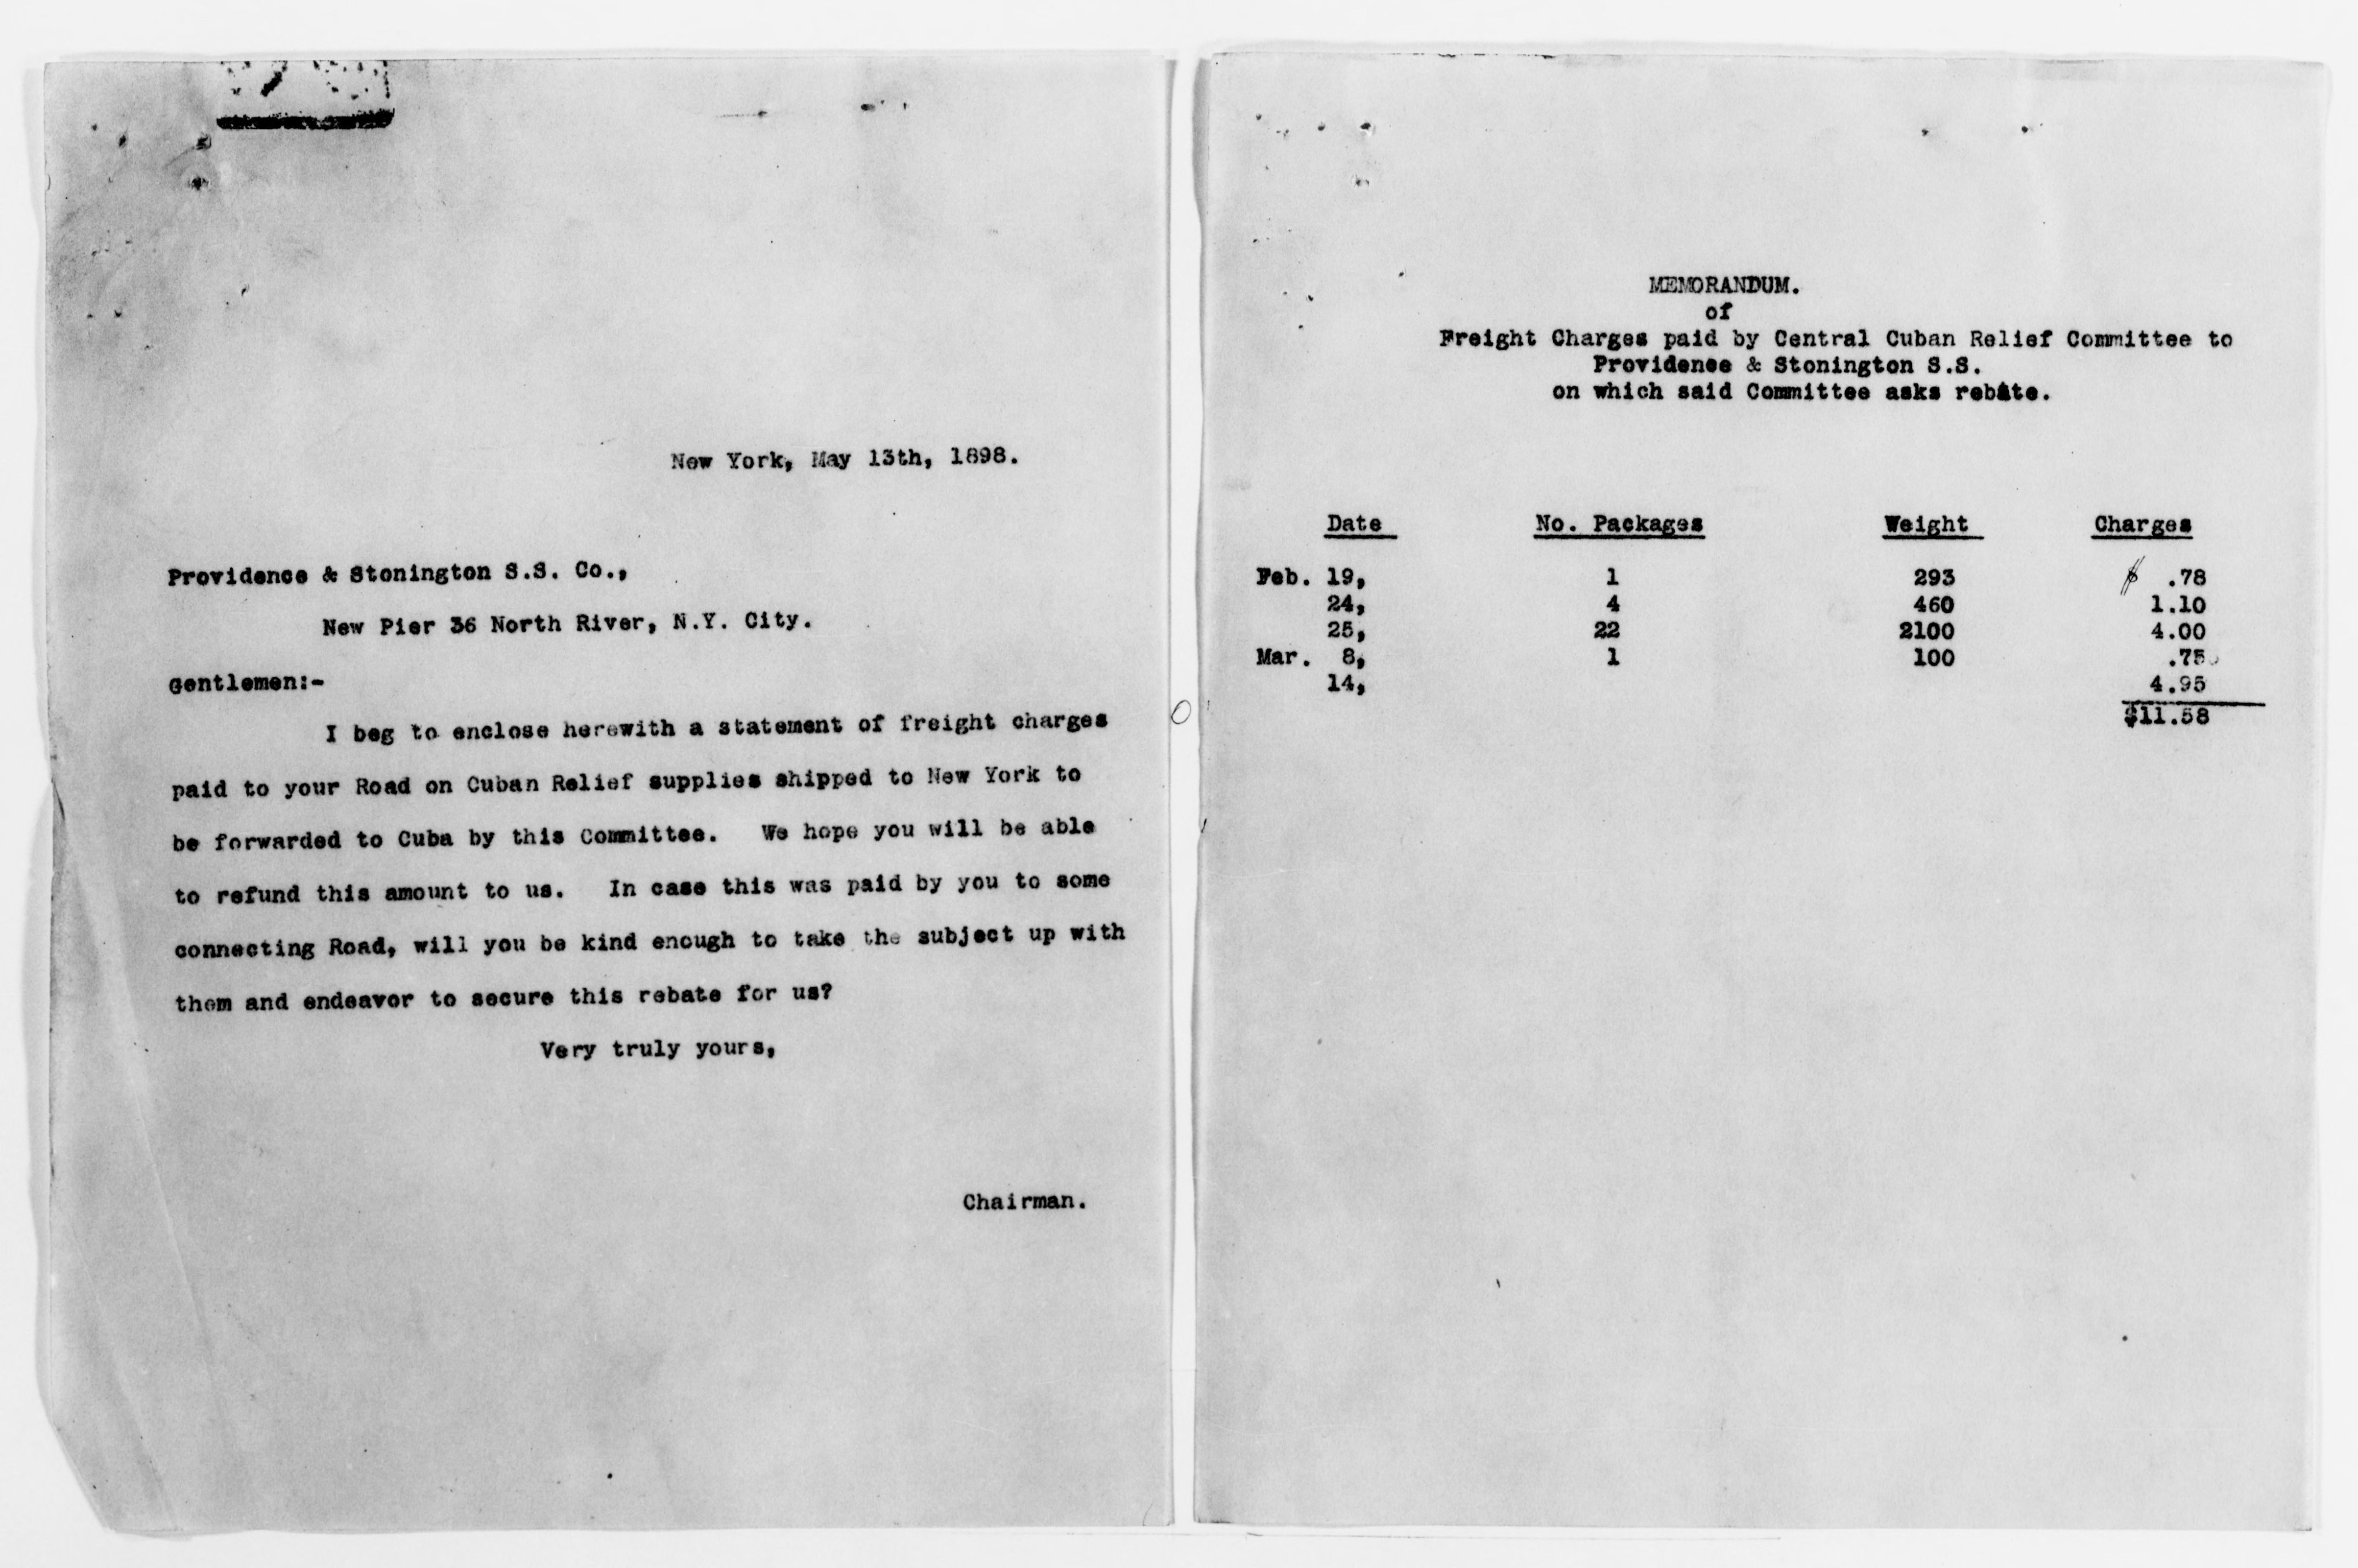 New York, May 13th, 1898.
Providence & Stonington S.S. Co.,
New Pier 36 North River, N.Y. City.
Gentlemen:-
I beg to enclose herewith a statement of freight charges
paid to your Road on Cuban Relief supplies shipped to New York to
be forwarded to Cuba by this Committee. We hope you will be able
to refund this amount to us. In case this was paid by you to some
connecting Road, will you be kind enough to take the subject up with
them and endeavor to secure this rebate for us?
Very truly yours,
Chairman.
MEMORANDUM.
of
Freight Charges paid by Central Cuban Relief Committee to
Providence & Stonington S.S.
on which said Committee asks rebate.
Date No. Packages Weight Charges
Feb. 19, 1 293 $ .78
24, 4 460 1.10
25, 22 2100 4.00
Mar. 8, 1 100 .75
14, 4.95
$11.58